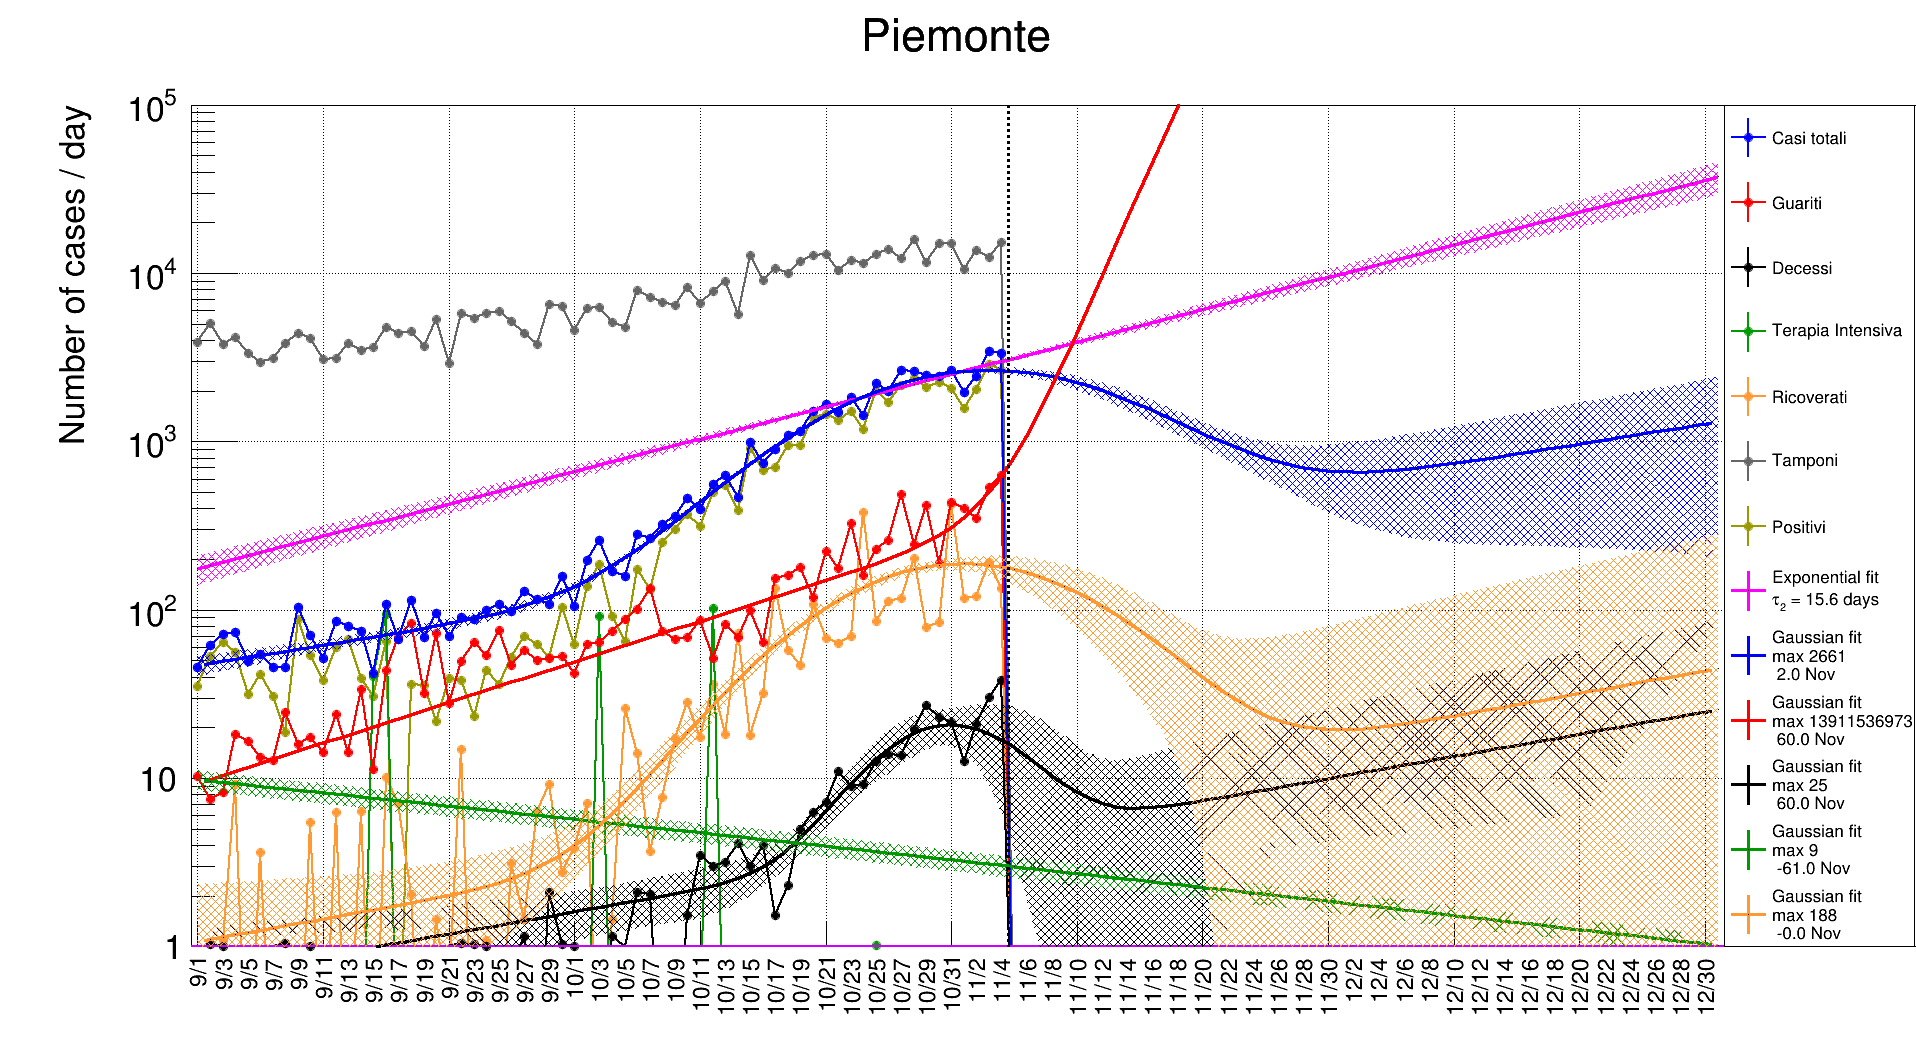 Piemonte
Number of cases / day
10^5
10^4
10^3
10^2
10
1
9/1
9/3
9/5
9/7
9/9
9/11
9/13
9/15
9/17
9/19
9/21
9/23
9/25
9/27
9/29
10/1
10/3
10/5
10/7
10/9
10/11
10/13
10/15
10/17
10/19
10/21
10/23
10/25
10/27
10/29
10/31
11/2
11/4
11/6
11/8
11/10
11/12
11/14
11/16
11/18
11/20
11/22
11/24
11/26
11/28
11/30
12/2
12/4
12/6
12/8
12/10
12/12
12/14
12/16
12/18
12/20
12/22
12/24
12/26
12/28
12/30
Casi totali
Guariti
Decessi
Terapia Intensiva
Ricoverati
Tamponi
Positivi
Exponential fit
τ₂ = 15.6 days
Gaussian fit
max 2661
2.0 Nov
Gaussian fit
max 13911536973
60.0 Nov
Gaussian fit
max 25
60.0 Nov
Gaussian fit
max 9
-61.0 Nov
Gaussian fit
max 188
-0.0 Nov